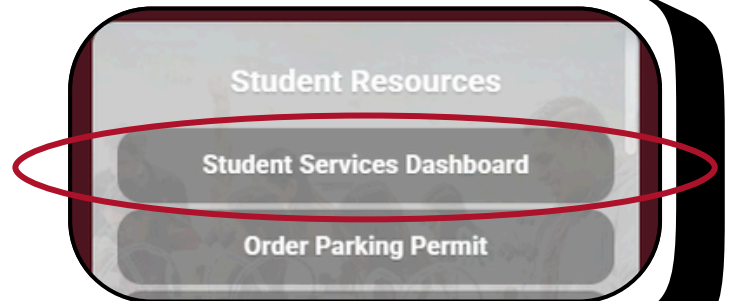 Student Resources
Student Services Dashboard
Order Parking Permit